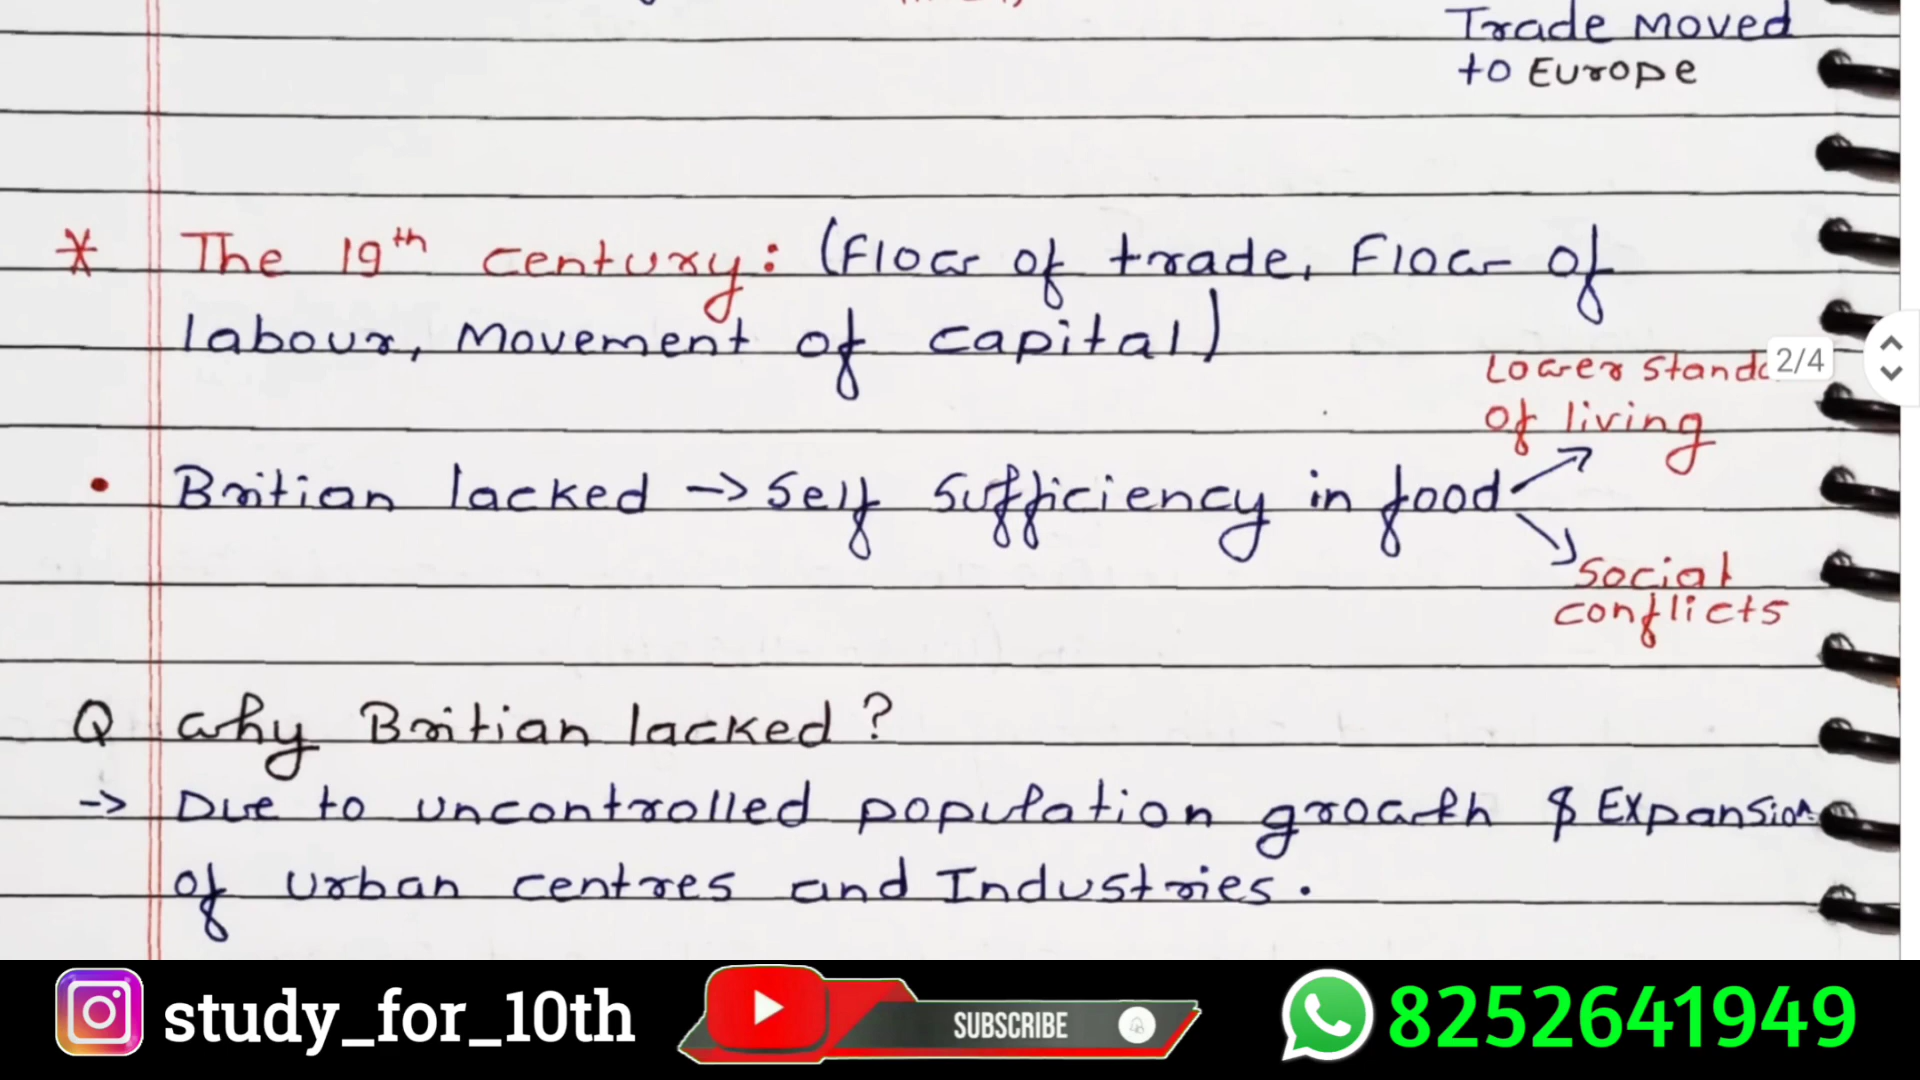 Trade Moved
to Europe
* The 19th century: (Flow of trade, Flow of
labour, Movement of capital)
Lower Stand
of living
• Britian lacked -> Self Sufficiency in food
Social
conflicts
Q Why Britian lacked?
-> Due to uncontrolled population growth & Expansion
of urban centres and Industries.
2/4
study_for_10th
SUBSCRIBE
8252641949